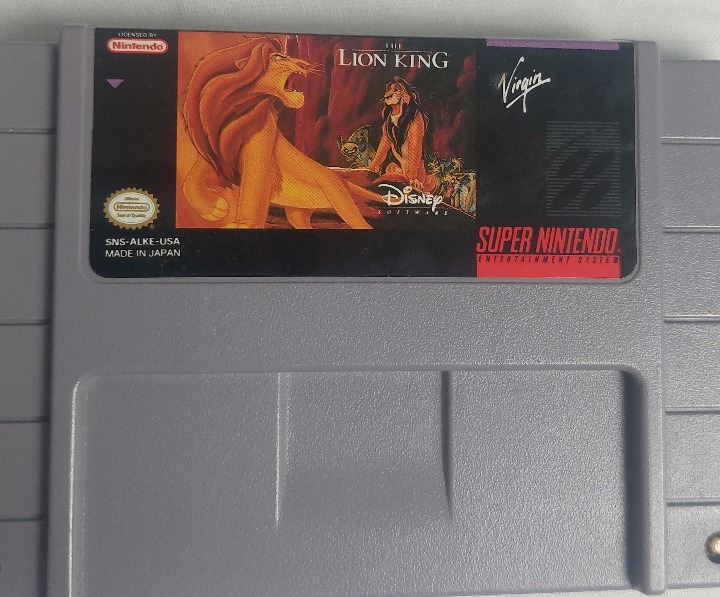 LICENSED BY
Nintendo
THE
LION KING
Virgin
Disney
SOFTWARE
Official
Nintendo
Seal of Quality
SNS-ALKE-USA
MADE IN JAPAN
SUPER NINTENDO
ENTERTAINMENT SYSTEM